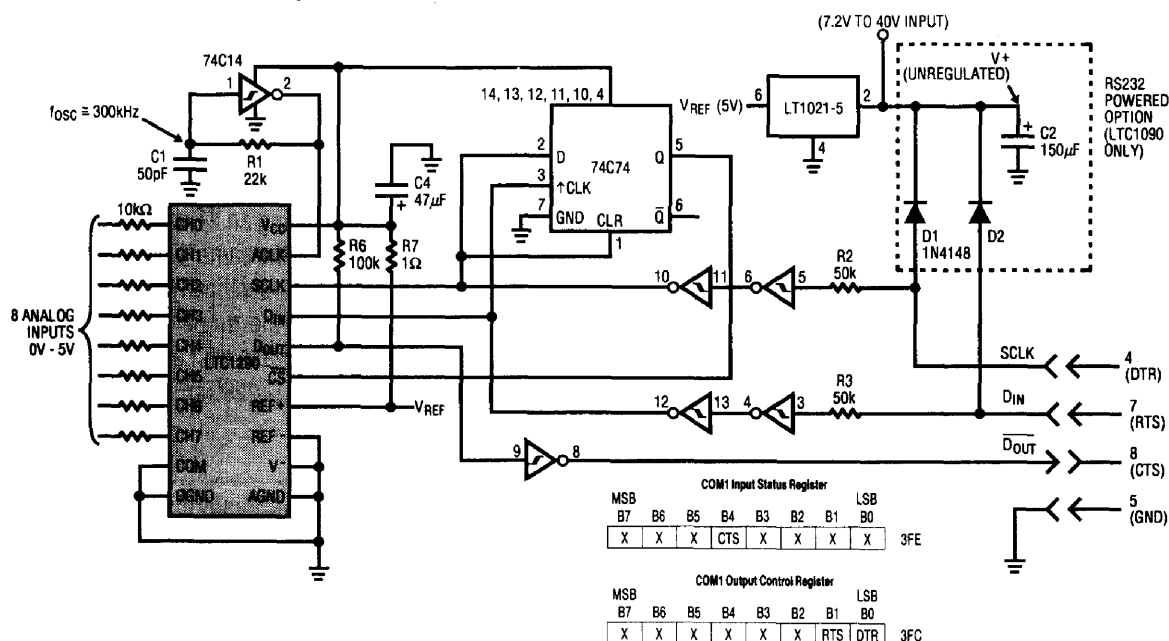 (7.2V TO 40V INPUT)
74C14
1
2
fOSC ≅ 300kHz
C1
50pF
R1
22k
14, 13, 12, 11, 10, 4
2
D
74C74
Q
5
3
↑CLK
7
GND
CLR
Q̅
6
1
VREF (5V)
6
LT1021-5
2
4
V+
(UNREGULATED)
+
C2
150µF
RS232
POWERED
OPTION
(LTC1090
ONLY)
D1
1N4148
D2
C4
47µF
+
10kΩ
8 ANALOG
INPUTS
0V - 5V
CH0
CH1
CH2
CH3
CH4
CH5
CH6
CH7
COM
DGND
LTC1290
VCC
ACLK
SCLK
DIN
DOUT
C̅S̅
REF+
REF-
V-
AGND
R6
100k
R7
1Ω
VREF
10
11
6
5
R2
50k
12
13
4
3
R3
50k
9
8
SCLK
4
(DTR)
DIN
7
(RTS)
D̅O̅U̅T̅
8
(CTS)
5
(GND)
COM1 Input Status Register
MSB LSB
B7 B6 B5 B4 B3 B2 B1 B0
X X X CTS X X X X 3FE
COM1 Output Control Register
MSB LSB
B7 B6 B5 B4 B3 B2 B1 B0
X X X X X X RTS DTR 3FC